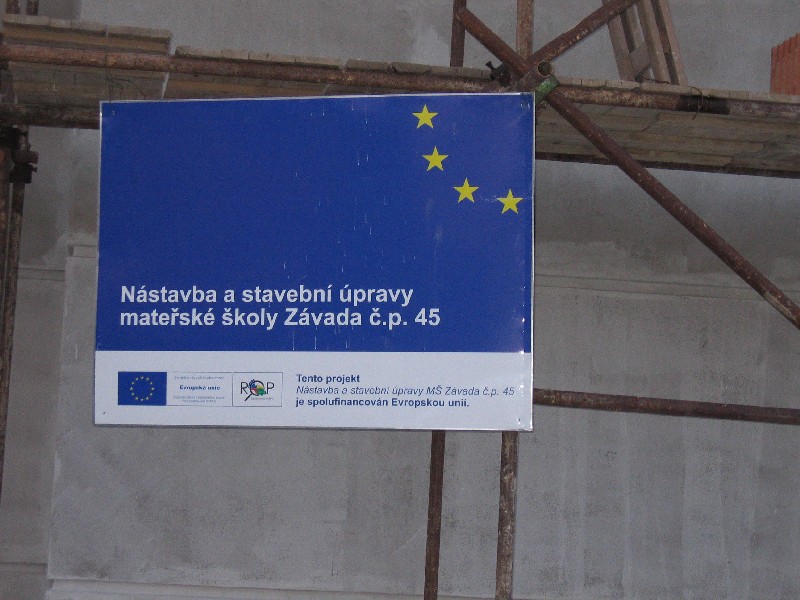 Nástavba a stavební úpravy
mateřské školy Závada č.p. 45
Evropská unie
ROP
Tento projekt
Nástavba a stavební úpravy MŠ Závada č.p. 45
je spolufinancován Evropskou unií.